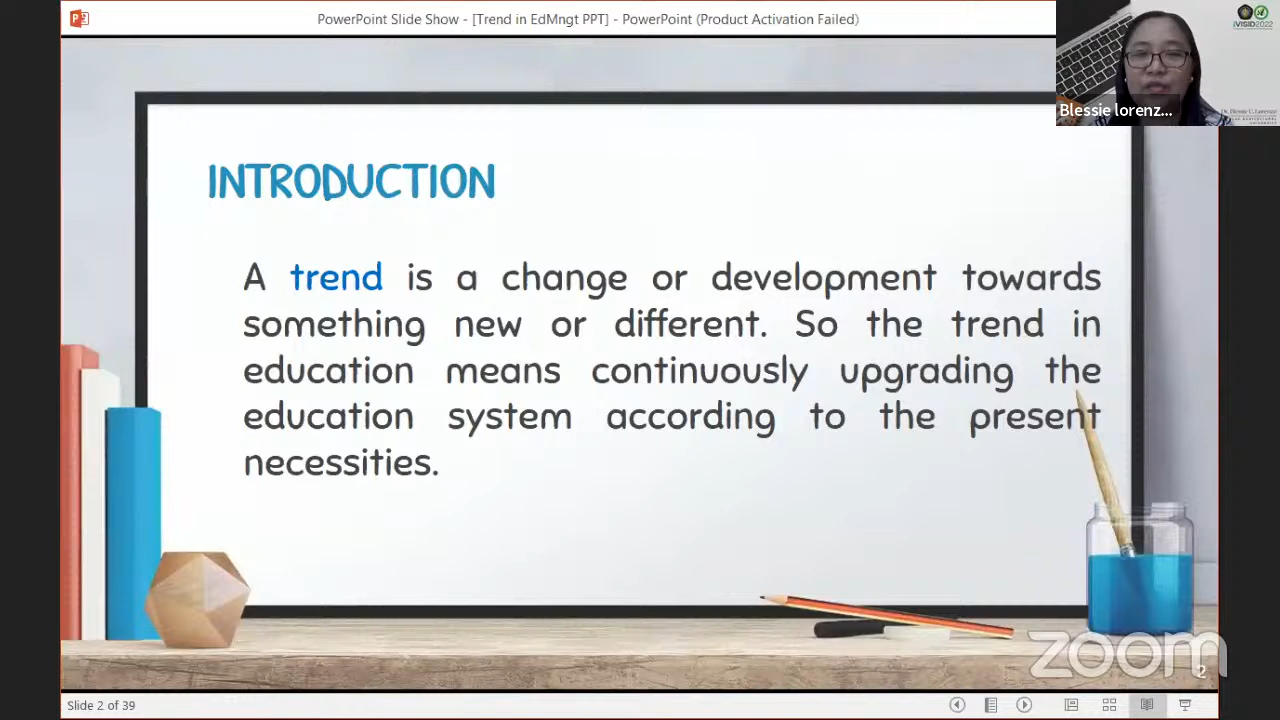 PowerPoint Slide Show - [Trend in EdMngt PPT] - PowerPoint (Product Activation Failed)
iVISID2022
Blessie lorenz...
INTRODUCTION
A trend is a change or development towards
something new or different. So the trend in
education means continuously upgrading the
education system according to the present
necessities.
zoom
2
Slide 2 of 39